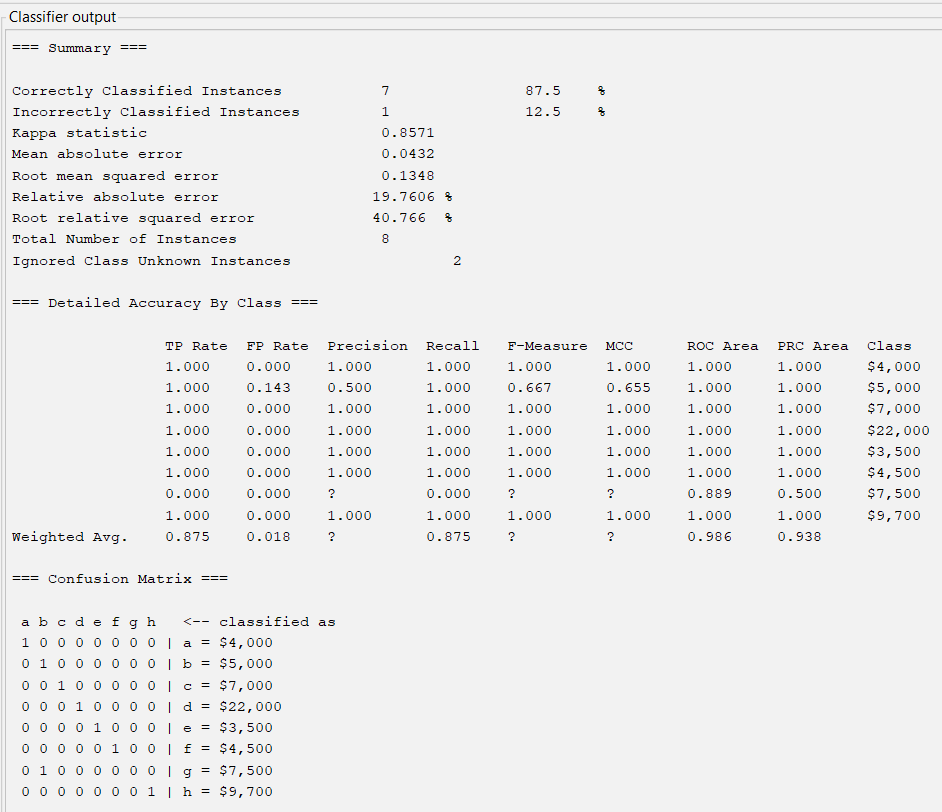 Classifier output
=== Summary ===
Correctly Classified Instances 7 87.5 %
Incorrectly Classified Instances 1 12.5 %
Kappa statistic 0.8571
Mean absolute error 0.0432
Root mean squared error 0.1348
Relative absolute error 19.7606 %
Root relative squared error 40.766 %
Total Number of Instances 8
Ignored Class Unknown Instances 2
=== Detailed Accuracy By Class ===
TP Rate FP Rate Precision Recall F-Measure MCC ROC Area PRC Area Class
1.000 0.000 1.000 1.000 1.000 1.000 1.000 1.000 $4,000
1.000 0.143 0.500 1.000 0.667 0.655 1.000 1.000 $5,000
1.000 0.000 1.000 1.000 1.000 1.000 1.000 1.000 $7,000
1.000 0.000 1.000 1.000 1.000 1.000 1.000 1.000 $22,000
1.000 0.000 1.000 1.000 1.000 1.000 1.000 1.000 $3,500
1.000 0.000 1.000 1.000 1.000 1.000 1.000 1.000 $4,500
0.000 0.000 ? 0.000 ? ? 0.889 0.500 $7,500
1.000 0.000 1.000 1.000 1.000 1.000 1.000 1.000 $9,700
Weighted Avg. 0.875 0.018 ? 0.875 ? ? 0.986 0.938
=== Confusion Matrix ===
a b c d e f g h <-- classified as
1 0 0 0 0 0 0 0 | a = $4,000
0 1 0 0 0 0 0 0 | b = $5,000
0 0 1 0 0 0 0 0 | c = $7,000
0 0 0 1 0 0 0 0 | d = $22,000
0 0 0 0 1 0 0 0 | e = $3,500
0 0 0 0 0 1 0 0 | f = $4,500
0 1 0 0 0 0 0 0 | g = $7,500
0 0 0 0 0 0 0 1 | h = $9,700